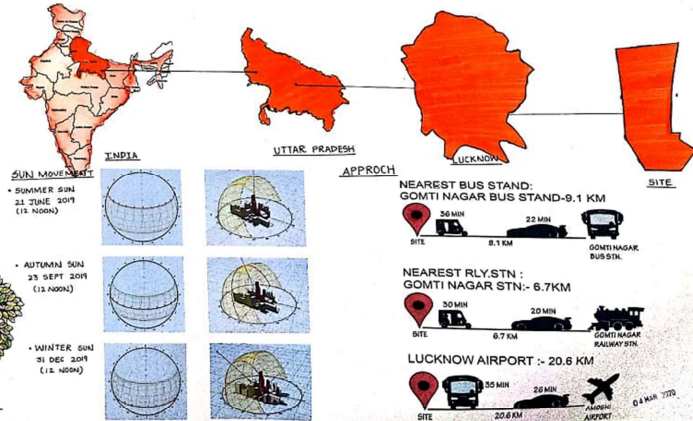 INDIA
UTTAR PRADESH
LUCKNOW
SITE
SUN MOVEMENT
• SUMMER SUN
21 JUNE 2019
(12 NOON)
• AUTUMN SUN
23 SEPT 2019
(12 NOON)
• WINTER SUN
31 DEC 2019
(12 NOON)
APPROCH
NEAREST BUS STAND:
GOMTI NAGAR BUS STAND-9.1 KM
36 MIN
22 MIN
SITE
8.1 KM
GOMTI NAGAR
BUS STN.
NEAREST RLY.STN :
GOMTI NAGAR STN:- 6.7KM
30 MIN
20 MIN
SITE
6.7 KM
GOMTI NAGAR
RAILWAY STN.
LUCKNOW AIRPORT :- 20.6 KM
35 MIN
26 MIN
SITE
20.6 KM
AMOSHI
AIRPORT
04 MAR 2020